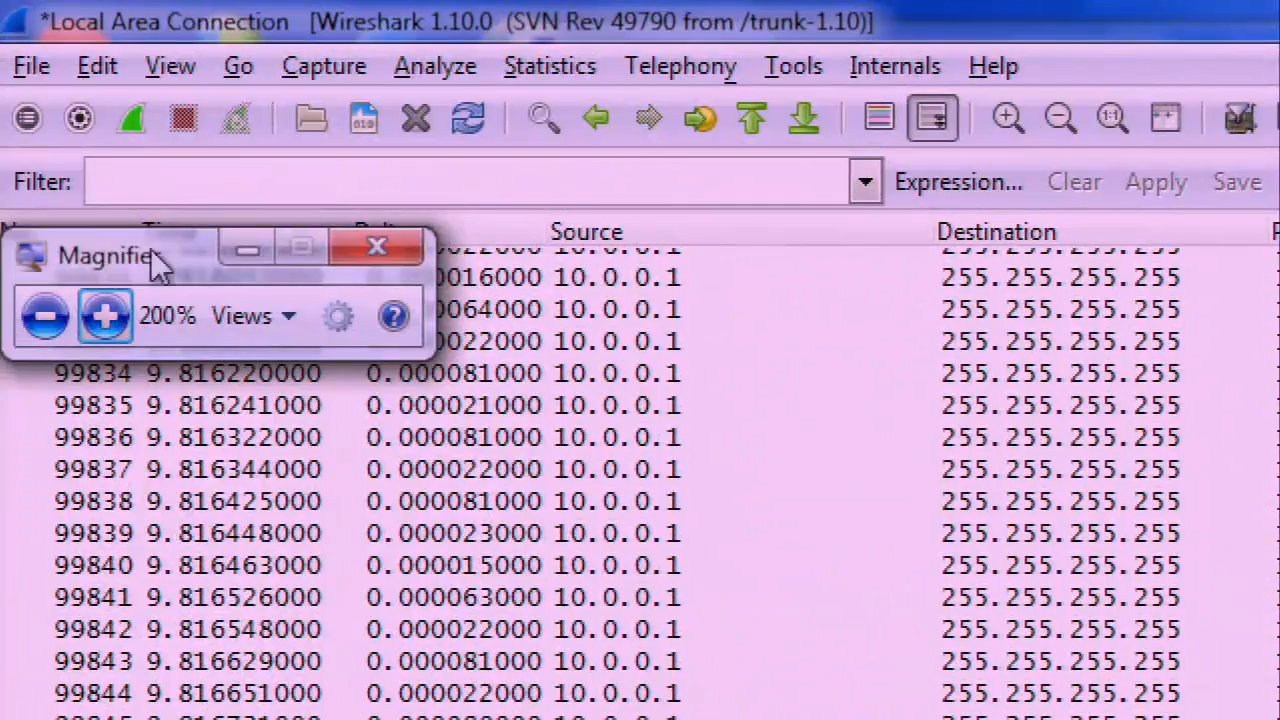 *Local Area Connection [Wireshark 1.10.0 (SVN Rev 49790 from /trunk-1.10)]
File Edit View Go Capture Analyze Statistics Telephony Tools Internals Help
Filter: Expression... Clear Apply Save
Source Destination
Magnifier
200% Views
0.000022000 10.0.0.1 255.255.255.255
0.000016000 10.0.0.1 255.255.255.255
0.000064000 10.0.0.1 255.255.255.255
0.000022000 10.0.0.1 255.255.255.255
99834 9.816220000 0.000081000 10.0.0.1 255.255.255.255
99835 9.816241000 0.000021000 10.0.0.1 255.255.255.255
99836 9.816322000 0.000081000 10.0.0.1 255.255.255.255
99837 9.816344000 0.000022000 10.0.0.1 255.255.255.255
99838 9.816425000 0.000081000 10.0.0.1 255.255.255.255
99839 9.816448000 0.000023000 10.0.0.1 255.255.255.255
99840 9.816463000 0.000015000 10.0.0.1 255.255.255.255
99841 9.816526000 0.000063000 10.0.0.1 255.255.255.255
99842 9.816548000 0.000022000 10.0.0.1 255.255.255.255
99843 9.816629000 0.000081000 10.0.0.1 255.255.255.255
99844 9.816651000 0.000022000 10.0.0.1 255.255.255.255